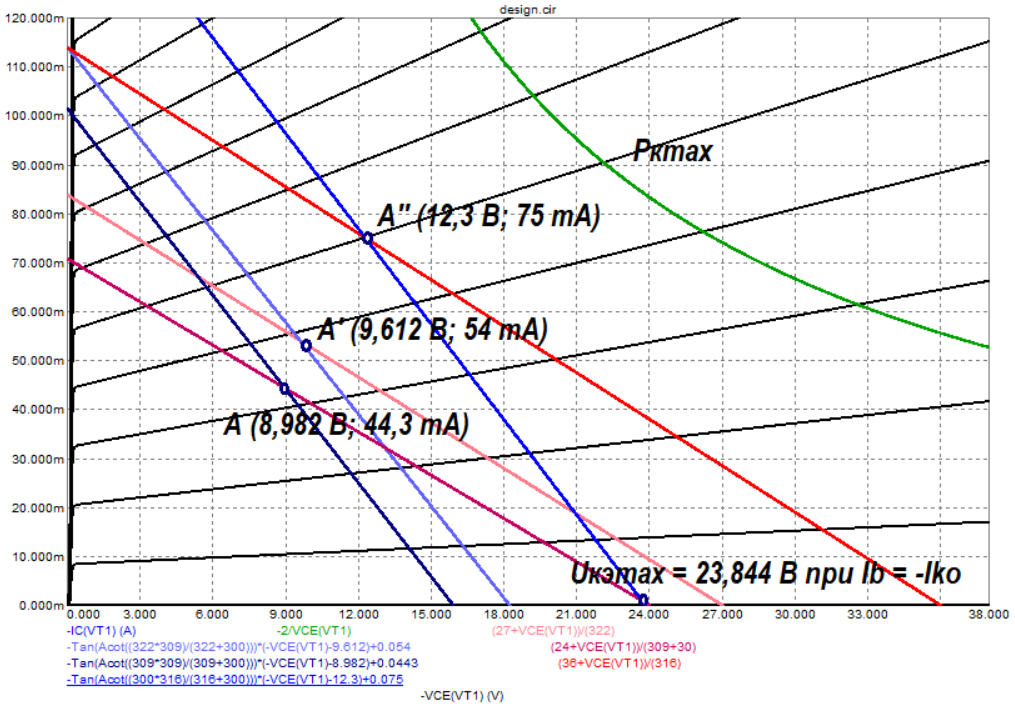 design.cir
120.000m
110.000m
100.000m
90.000m
80.000m
70.000m
60.000m
50.000m
40.000m
30.000m
20.000m
10.000m
0.000m
Pкmax
A'' (12,3 В; 75 mA)
A' (9,612 В; 54 mA)
A (8,982 В; 44,3 mA)
Uкэmax = 23,844 В при Ib = -Iko
0.000 3.000 6.000 9.000 12.000 15.000 18.000 21.000 24.000 27.000 30.000 33.000 38.000
-IC(VT1) (A) -2/VCE(VT1) (27+VCE(VT1))/(322)
-Tan(Acot((322*309)/(322+300)))*(-VCE(VT1)-9.612)+0.054 (24+VCE(VT1))/(309+30)
-Tan(Acot((309*309)/(309+300)))*(-VCE(VT1)-8.982)+0.0443 (36+VCE(VT1))/(316)
-Tan(Acot((300*316)/(316+300)))*(-VCE(VT1)-12.3)+0.075
-VCE(VT1) (V)